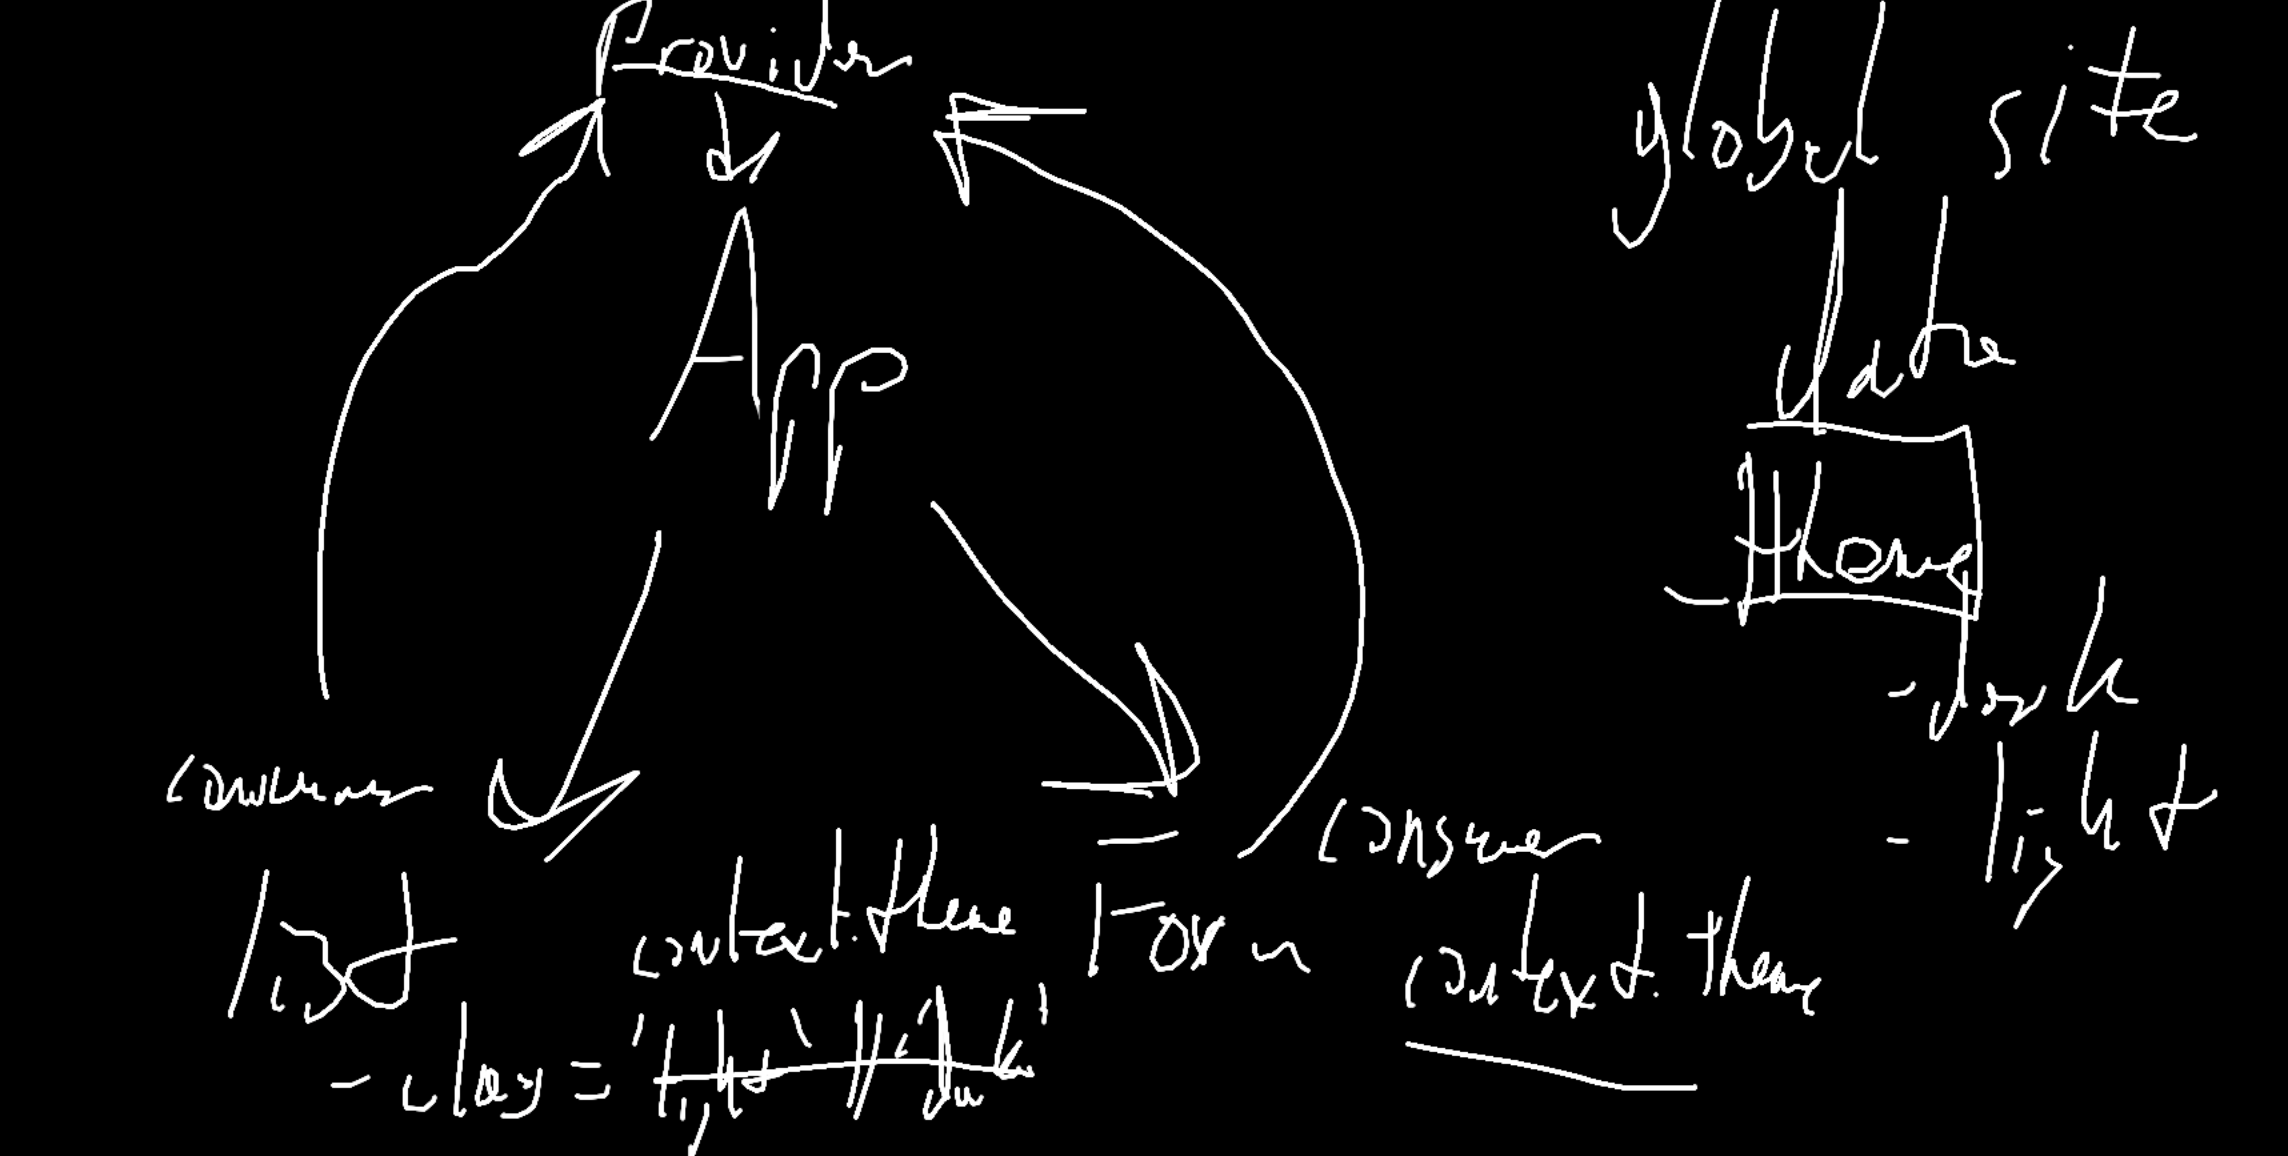 Provider
global site
App
data
theme
- dark
- light
consumer
consumer
list
context.theme
Form
context.theme
- class = 'light' // 'dark'